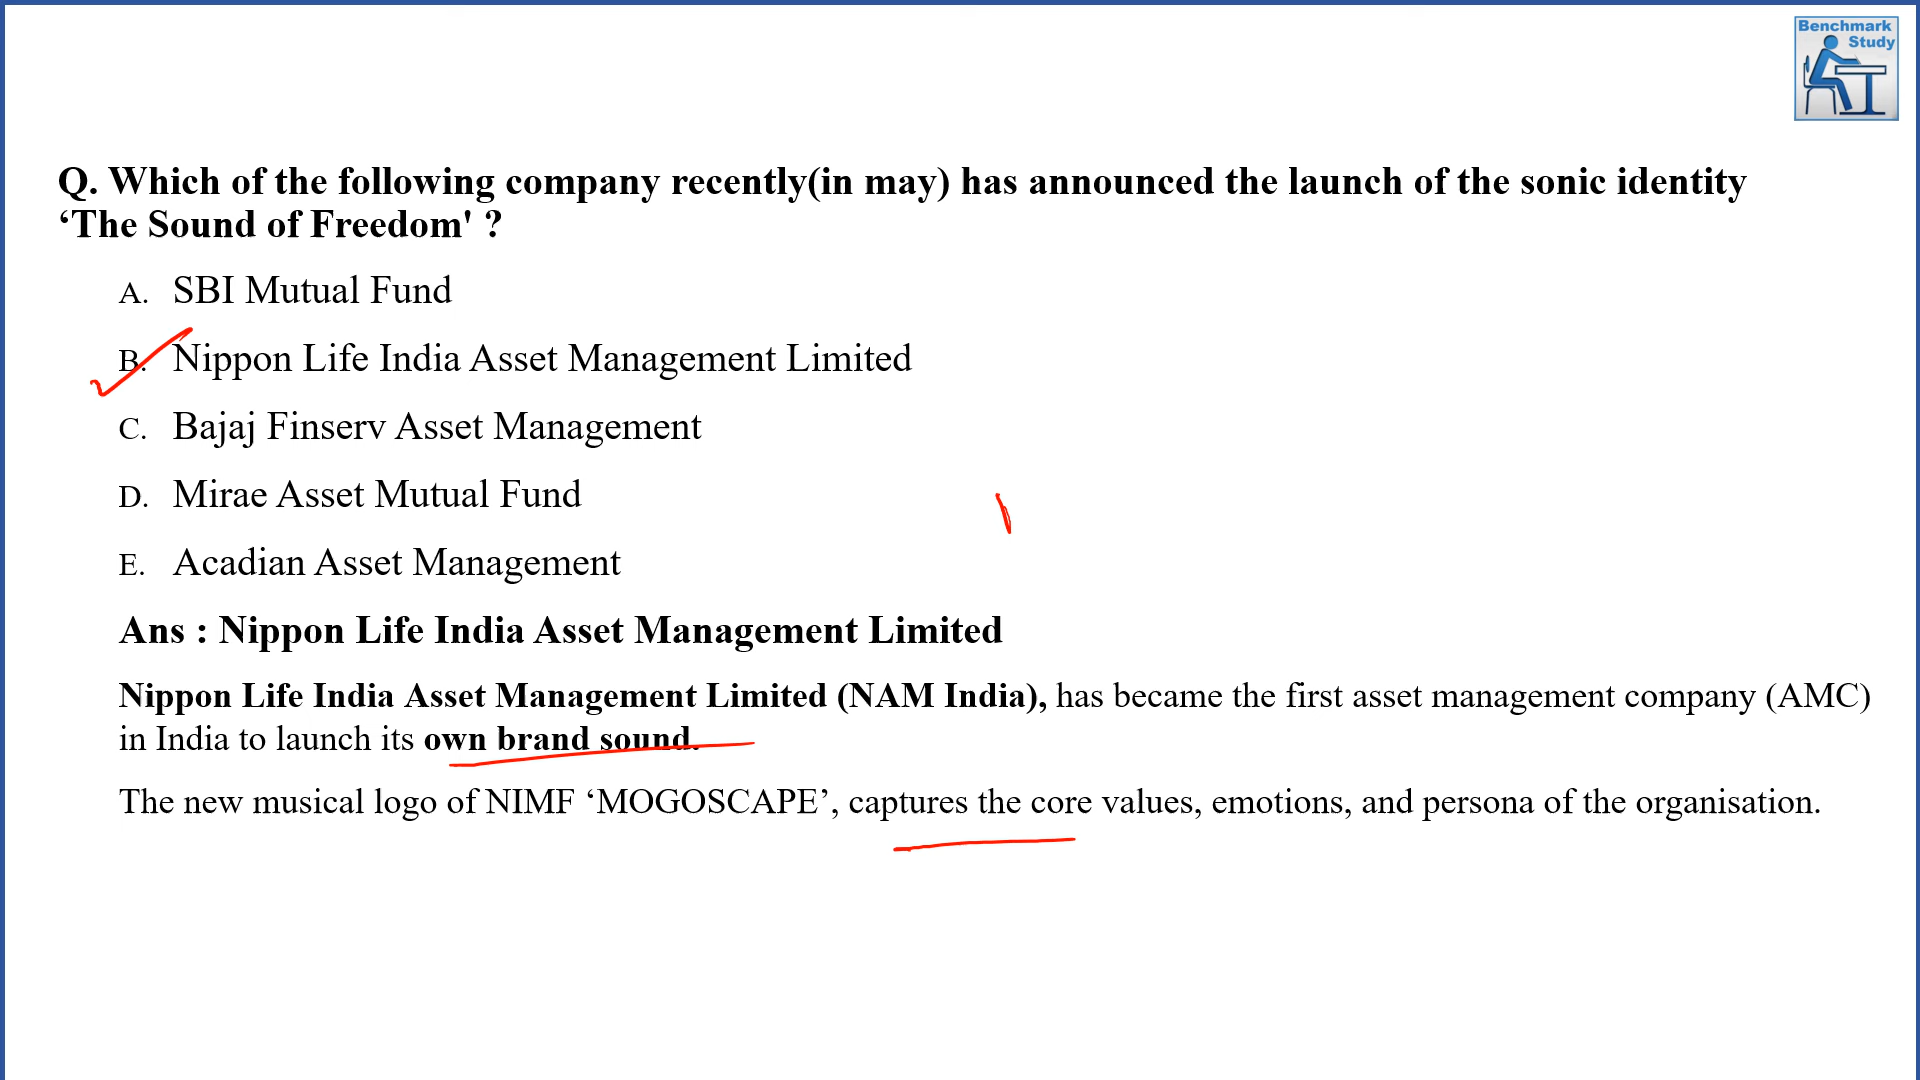 Benchmark
Study
Q. Which of the following company recently(in may) has announced the launch of the sonic identity
‘The Sound of Freedom' ?
A. SBI Mutual Fund
B. Nippon Life India Asset Management Limited
C. Bajaj Finserv Asset Management
D. Mirae Asset Mutual Fund
E. Acadian Asset Management
Ans : Nippon Life India Asset Management Limited
Nippon Life India Asset Management Limited (NAM India), has became the first asset management company (AMC)
in India to launch its own brand sound.
The new musical logo of NIMF ‘MOGOSCAPE’, captures the core values, emotions, and persona of the organisation.